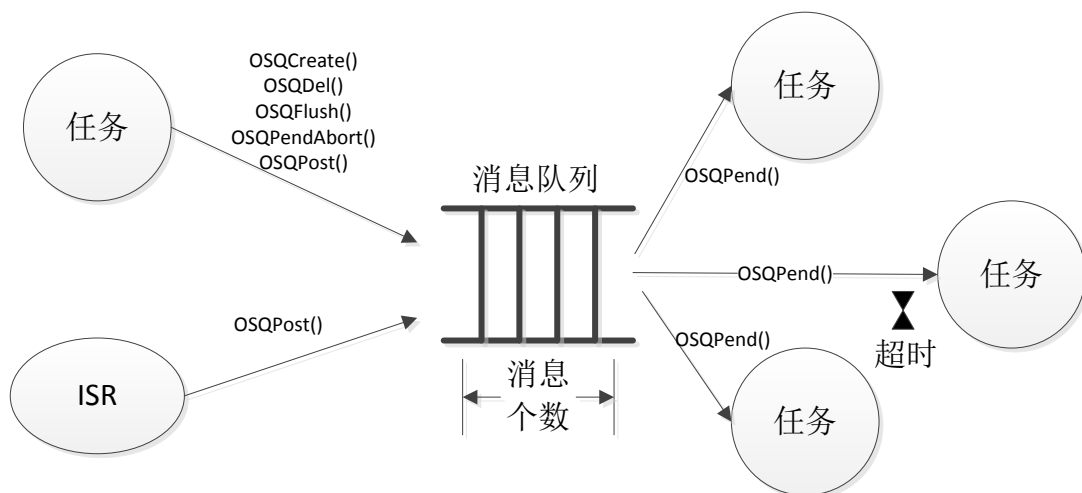 任务
OSQCreate()
OSQDel()
OSQFlush()
OSQPendAbort()
OSQPost()
任务
OSQPend()
消息队列
OSQPend()
任务
超时
OSQPost()
ISR
OSQPend()
任务
消息
个数